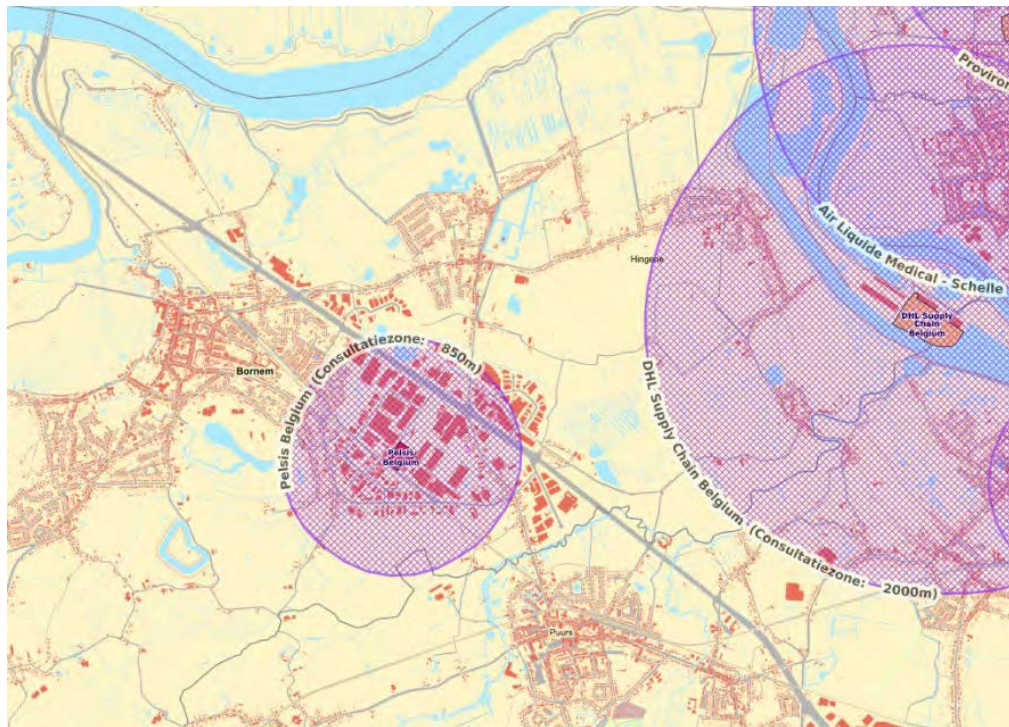 Proviron
Air Liquide Medical - Schelle
Hingene
DHL Supply
Chain
Belgium
Pelsis Belgium (Consultatiezone: 850m)
Bornem
DHL Supply Chain Belgium - (Consultatiezone: 2000m)
Pelsis
Belgium
Puurs